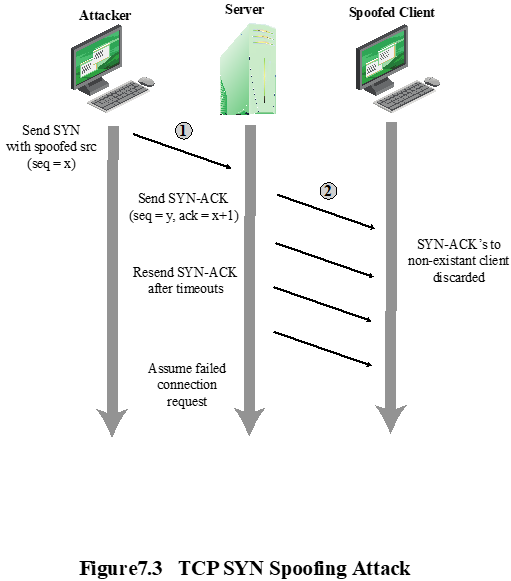 Attacker
Server
Spoofed Client
Send SYN
with spoofed src
(seq = x)
1
Send SYN-ACK
(seq = y, ack = x+1)
2
SYN-ACK's to
non-existant client
discarded
Resend SYN-ACK
after timeouts
Assume failed
connection
request
Figure7.3 TCP SYN Spoofing Attack